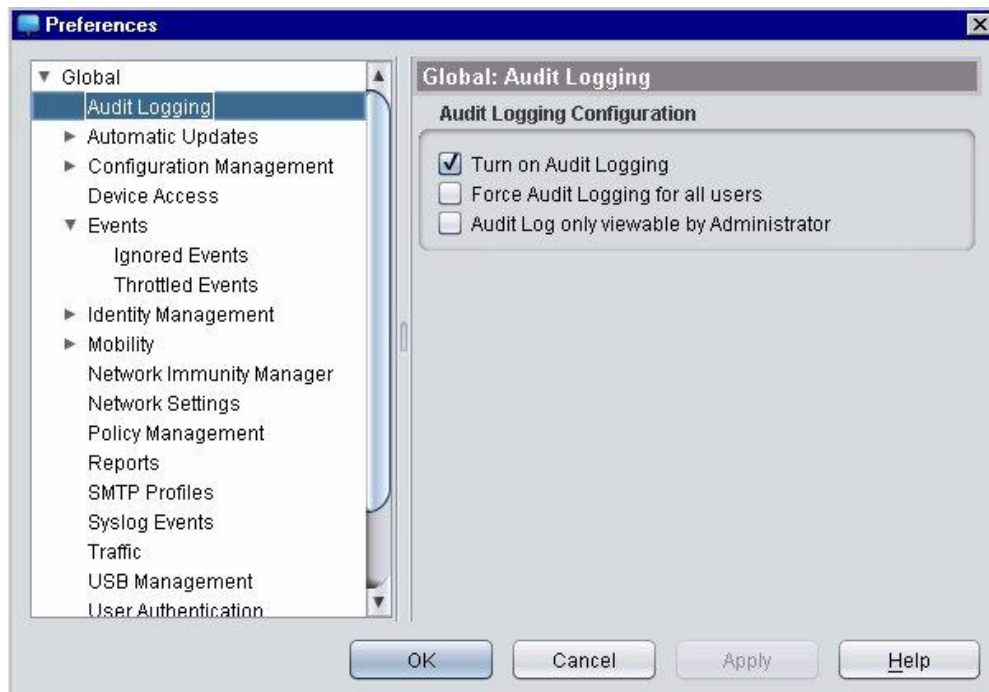 Preferences
Global
Audit Logging
Automatic Updates
Configuration Management
Device Access
Events
Ignored Events
Throttled Events
Identity Management
Mobility
Network Immunity Manager
Network Settings
Policy Management
Reports
SMTP Profiles
Syslog Events
Traffic
USB Management
User Authentication
Global: Audit Logging
Audit Logging Configuration
Turn on Audit Logging
Force Audit Logging for all users
Audit Log only viewable by Administrator
OK
Cancel
Apply
Help